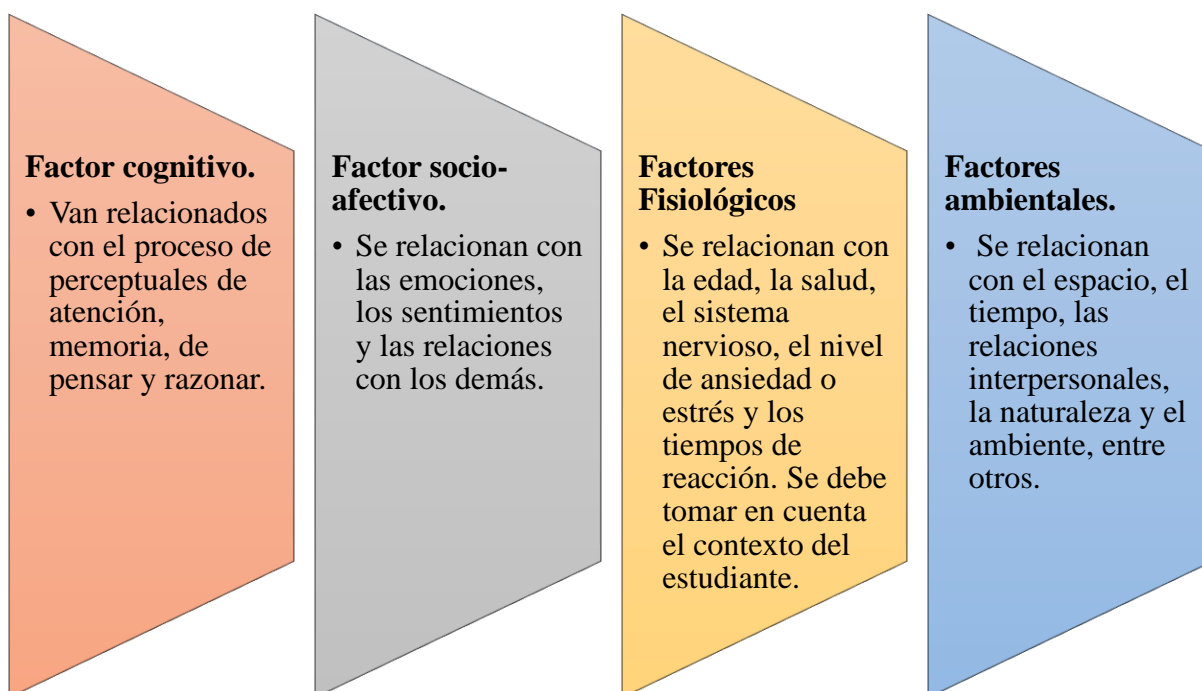 Factor cognitivo.
• Van relacionados
con el proceso de
perceptuales de
atención,
memoria, de
pensar y razonar.
Factor socio-
afectivo.
• Se relacionan con
las emociones,
los sentimientos
y las relaciones
con los demás.
Factores
Fisiológicos
• Se relacionan con
la edad, la salud,
el sistema
nervioso, el nivel
de ansiedad o
estrés y los
tiempos de
reacción. Se debe
tomar en cuenta
el contexto del
estudiante.
Factores
ambientales.
• Se relacionan
con el espacio, el
tiempo, las
relaciones
interpersonales,
la naturaleza y el
ambiente, entre
otros.